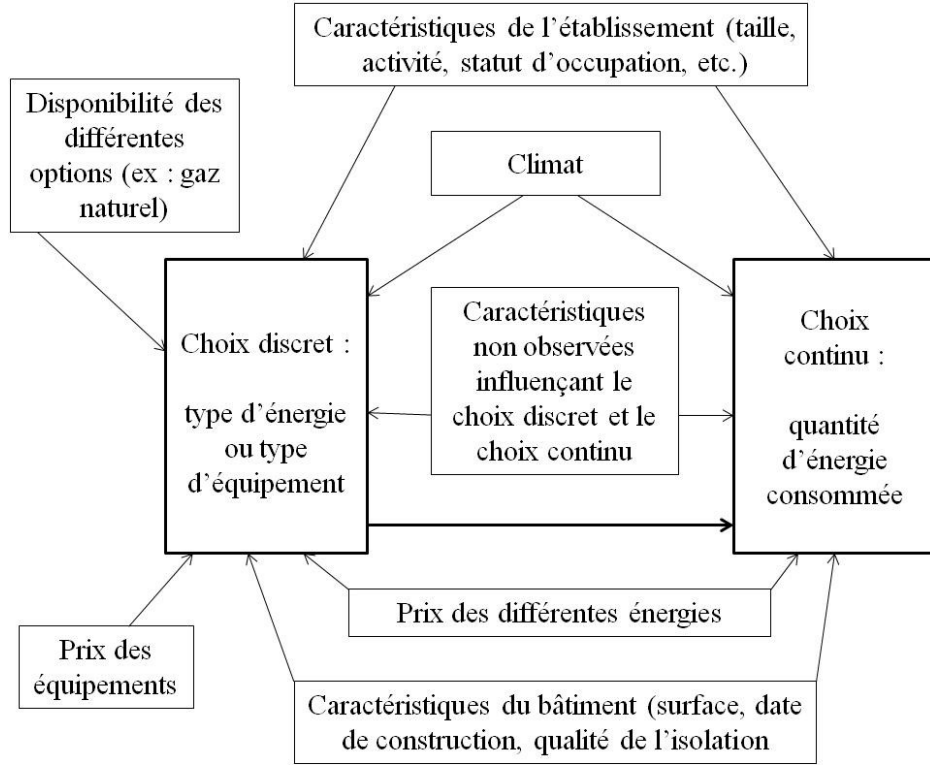 Caractéristiques de l'établissement (taille,
activité, statut d'occupation, etc.)
Disponibilité des
différentes
options (ex : gaz
naturel)
Climat
Choix discret :
type d'énergie
ou type
d'équipement
Caractéristiques
non observées
influençant le
choix discret et le
choix continu
Choix
continu :
quantité
d'énergie
consommée
Prix des différentes énergies
Prix des
équipements
Caractéristiques du bâtiment (surface, date
de construction, qualité de l'isolation